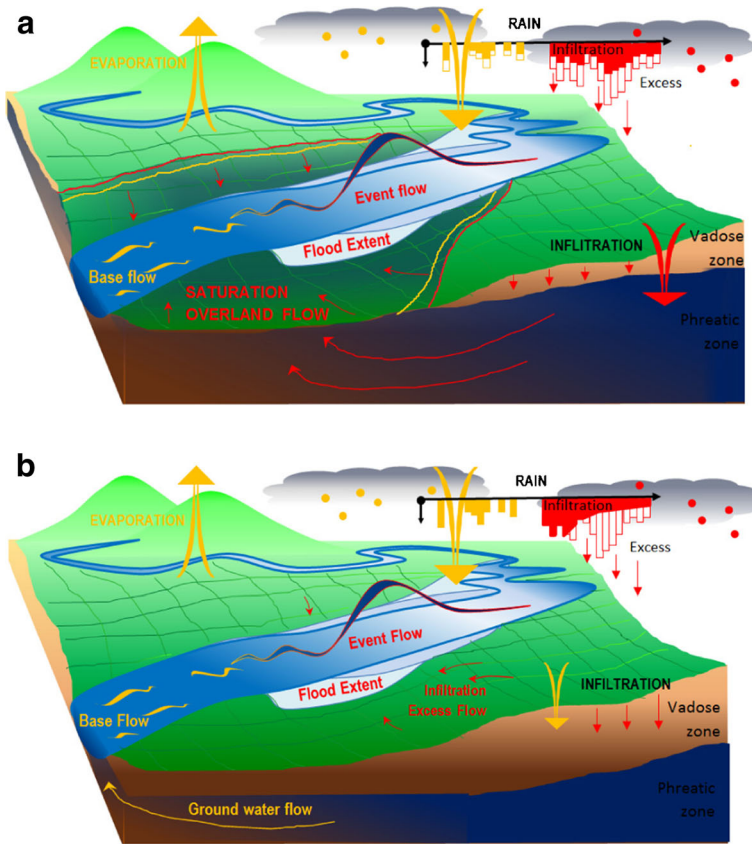 a
RAIN
EVAPORATION
Infiltration
Excess
Event flow
Flood Extent
INFLITRATION
Vadose
zone
Base flow
SATURATION
OVERLAND FLOW
Phreatic
zone
b
RAIN
EVAPORATION
Infiltration
Excess
Event Flow
Flood Extent
Infiltration
Excess Flow
INFILTRATION
Vadose
zone
Base Flow
Phreatic
zone
Ground water flow